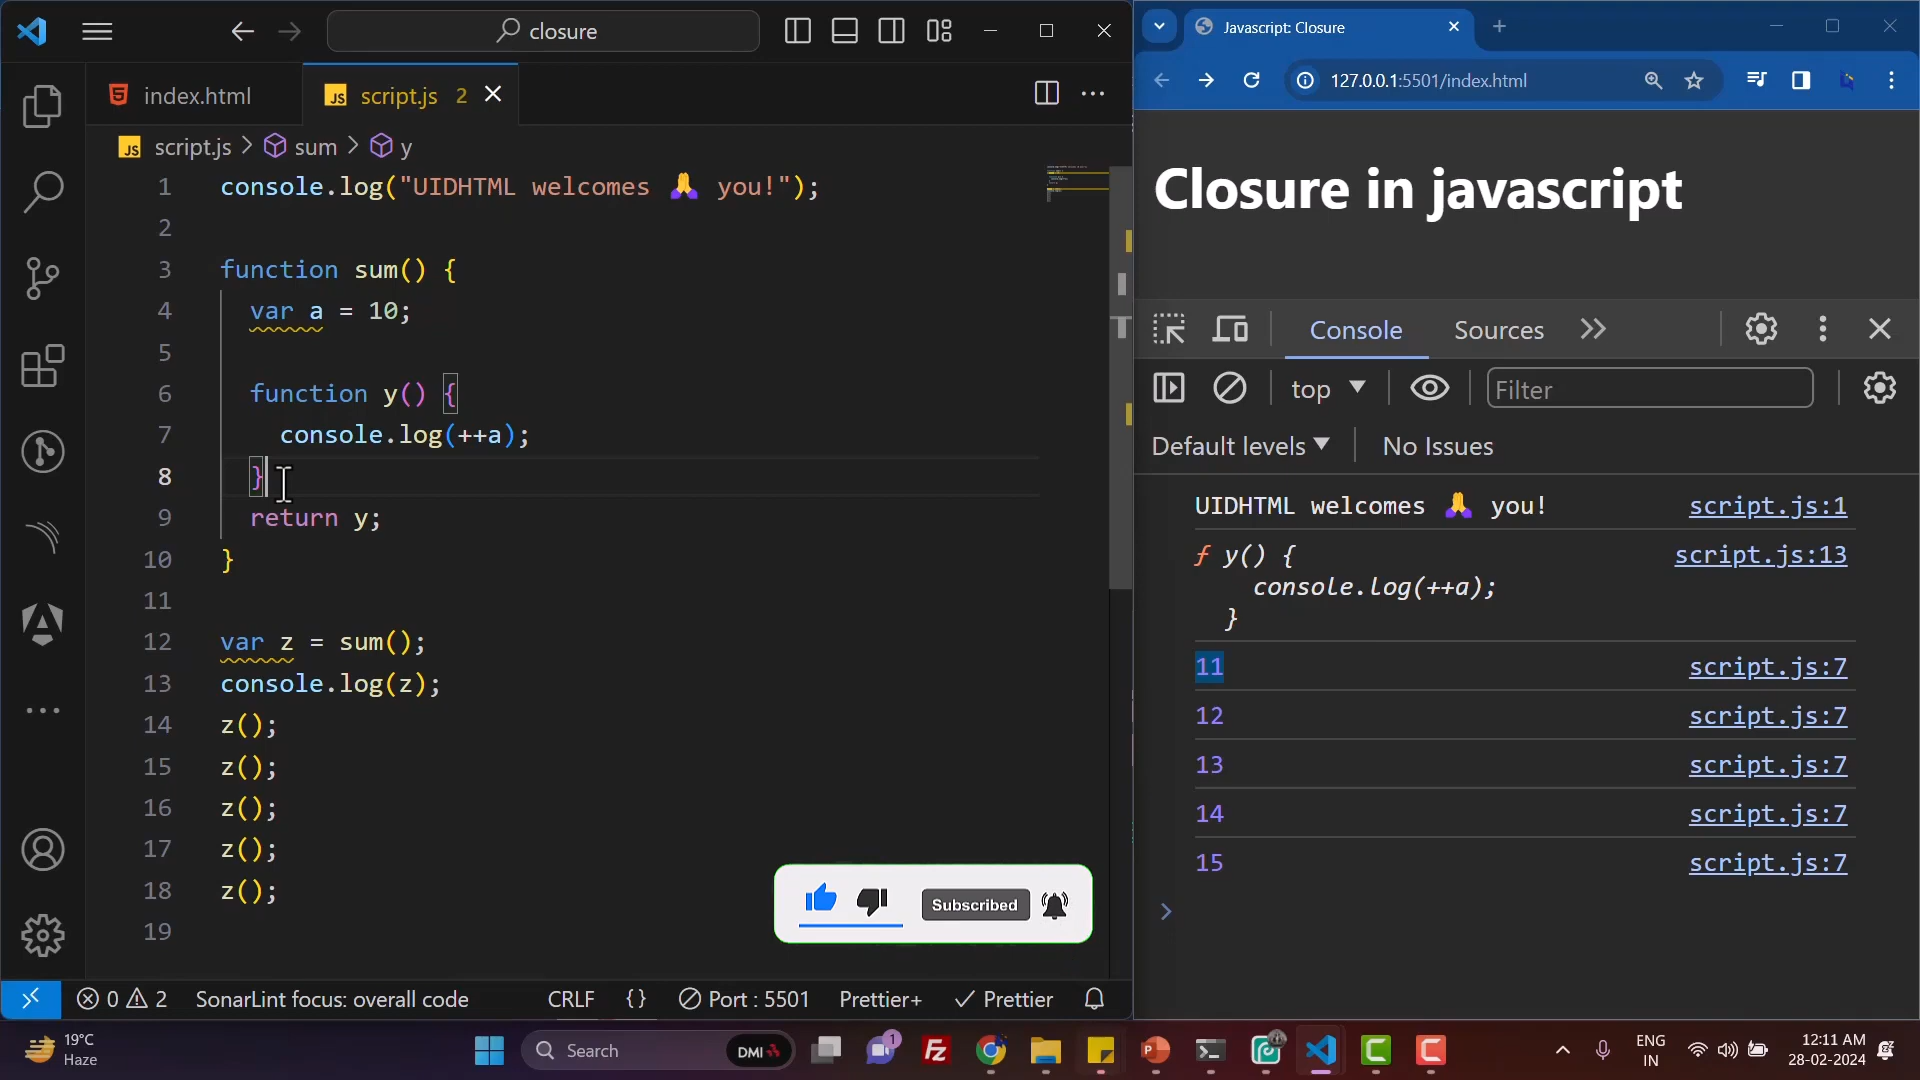 closure
index.html
script.js 2
script.js > sum > y
1 console.log("UIDHTML welcomes 🙏 you!");
2
3 function sum() {
4 var a = 10;
5
6 function y() {
7 console.log(++a);
8 }
9 return y;
10 }
11
12 var z = sum();
13 console.log(z);
14 z();
15 z();
16 z();
17 z();
18 z();
19
Subscribed
0 2 SonarLint focus: overall code CRLF {} Port : 5501 Prettier+ Prettier
Javascript: Closure
127.0.0.1:5501/index.html
Closure in javascript
Console Sources
top Filter
Default levels No Issues
UIDHTML welcomes 🙏 you! script.js:1
ƒ y() { script.js:13
console.log(++a);
}
11 script.js:7
12 script.js:7
13 script.js:7
14 script.js:7
15 script.js:7
19°C
Haze
Search
DMI
1
ENG
IN
12:11 AM
28-02-2024